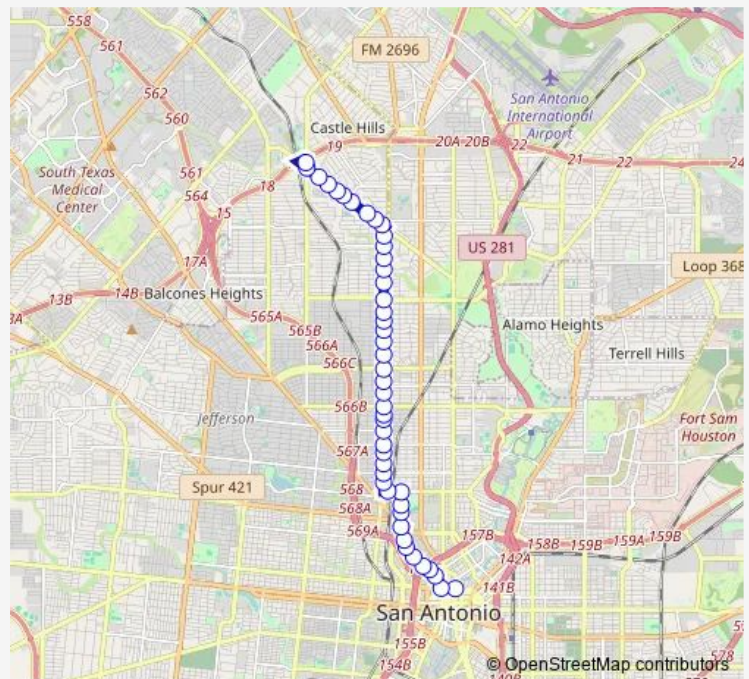 558
561
FM 2696
562
San Antonio
International
Airport
560
Castle Hills
19
20A 20B
22
21
22
24
South Texas
Medical
Center
561
18
564
15
US 281
17A
Loop 368
13B
14B
Balcones Heights
3A
565A
565B
Alamo Heights
566A
Terrell Hills
566C
566B
Jefferson
Fort Sam
Houston
567A
Spur 421
568
568A
569A
157B
158B
159B
159A
159B
142A
141B
San Antonio
155B
154B
578
140B
© OpenStreetMap contributors